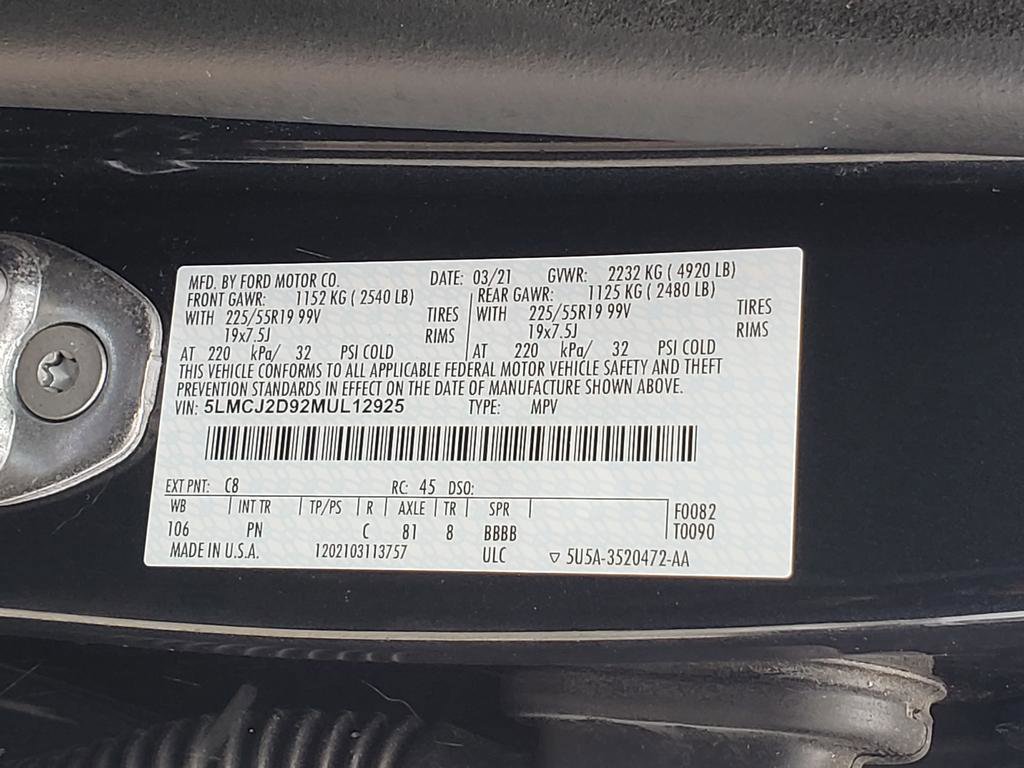 MFD. BY FORD MOTOR CO. DATE: 03/21 GVWR: 2232 KG ( 4920 LB)
FRONT GAWR: 1152 KG ( 2540 LB) REAR GAWR: 1125 KG ( 2480 LB)
WITH 225/55R19 99V TIRES WITH 225/55R19 99V TIRES
19x7.5J RIMS 19x7.5J RIMS
AT 220 kPa/ 32 PSI COLD AT 220 kPa/ 32 PSI COLD
THIS VEHICLE CONFORMS TO ALL APPLICABLE FEDERAL MOTOR VEHICLE SAFETY AND THEFT
PREVENTION STANDARDS IN EFFECT ON THE DATE OF MANUFACTURE SHOWN ABOVE.
VIN: 5LMCJ2D92MUL12925 TYPE: MPV
EXT PNT: C8 RC: 45 DSO:
WB INT TR TP/PS R AXLE TR SPR F0082
106 PN C 81 8 BBBB T0090
MADE IN U.S.A. 1202103113757 ULC ▽ 5U5A-3520472-AA